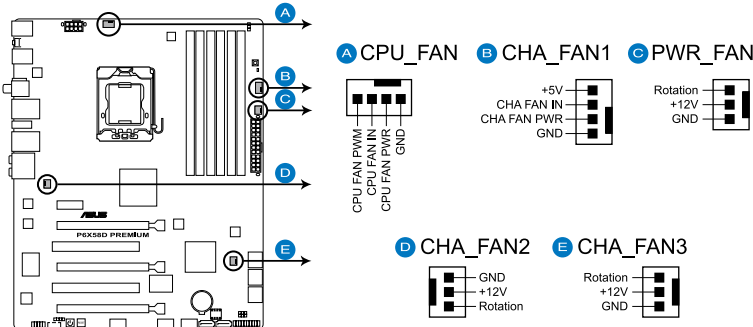 A
B
C
D
E
/ISUS
P6X58D PREMIUM
A CPU_FAN
CPU FAN PWM
CPU FAN IN
CPU FAN PWR
GND
B CHA_FAN1
+5V
CHA FAN IN
CHA FAN PWR
GND
C PWR_FAN
Rotation
+12V
GND
D CHA_FAN2
GND
+12V
Rotation
E CHA_FAN3
Rotation
+12V
GND